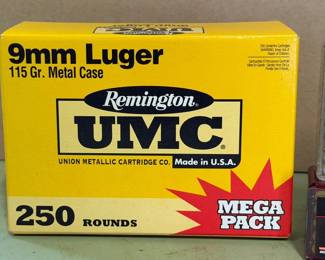 9mm Luger
115 Gr. Metal Case
Remington®
UMC®
UNION METALLIC CARTRIDGE CO. Made in U.S.A.
250 ROUNDS
MEGA
PACK